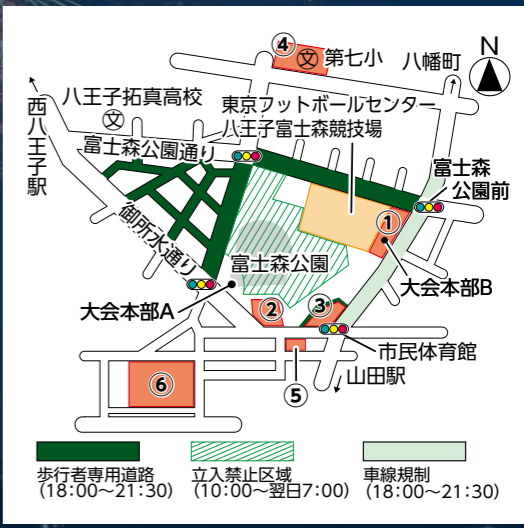 ④
文 第七小
八幡町
N
八王子拓真高校
文
東京フットボールセンター
八王子富士森競技場
西八王子駅
富士森公園通り
富士森
公園前
①
御所水通り
富士森公園
大会本部A
大会本部B
②
③
市民体育館
山田駅
⑤
⑥
歩行者専用道路
(18:00〜21:30)
立入禁止区域
(10:00〜翌日7:00)
車線規制
(18:00〜21:30)